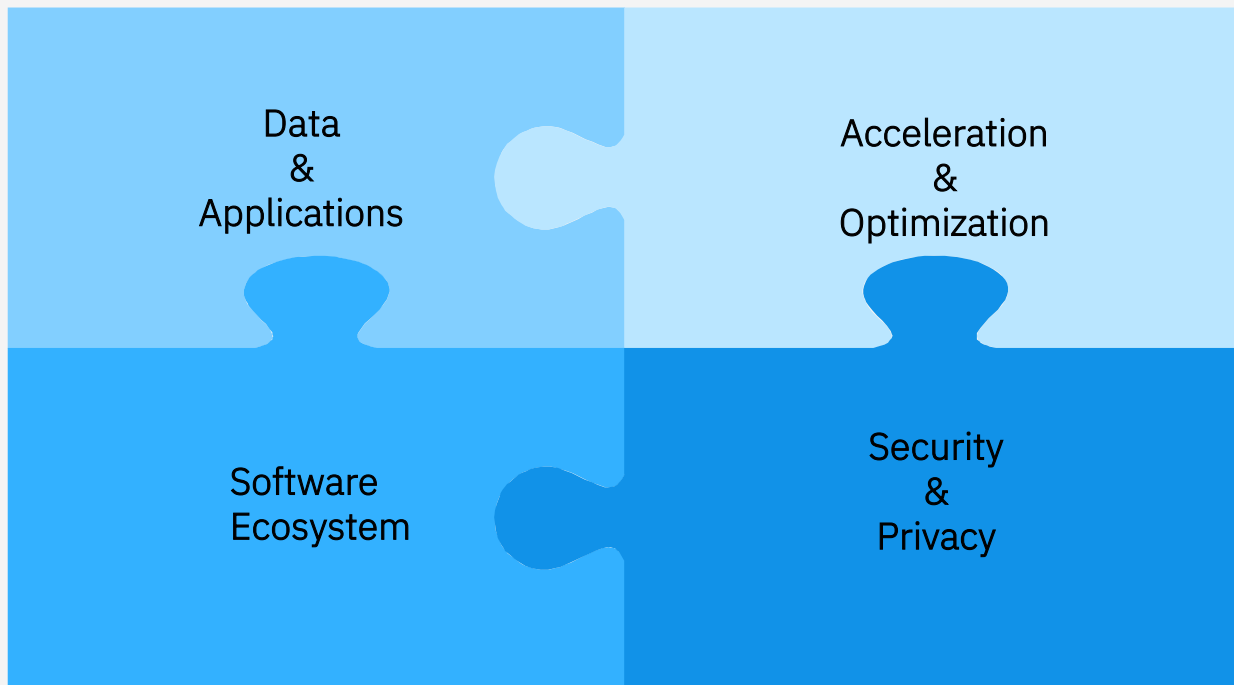 Data
&
Applications
Acceleration
&
Optimization
Software
Ecosystem
Security
&
Privacy